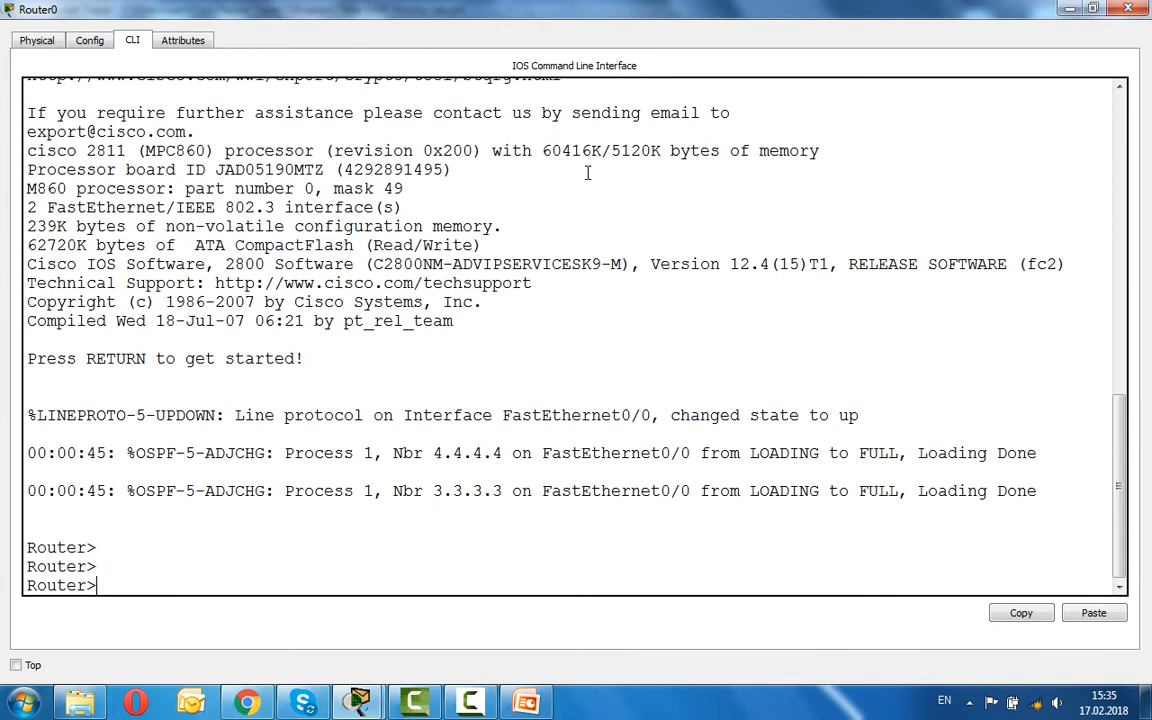 Router0
Physical
Config
CLI
Attributes
IOS Command Line Interface
If you require further assistance please contact us by sending email to
export@cisco.com.
cisco 2811 (MPC860) processor (revision 0x200) with 60416K/5120K bytes of memory
Processor board ID JAD05190MTZ (4292891495)
M860 processor: part number 0, mask 49
2 FastEthernet/IEEE 802.3 interface(s)
239K bytes of non-volatile configuration memory.
62720K bytes of  ATA CompactFlash (Read/Write)
Cisco IOS Software, 2800 Software (C2800NM-ADVIPSERVICESK9-M), Version 12.4(15)T1, RELEASE SOFTWARE (fc2)
Technical Support: http://www.cisco.com/techsupport
Copyright (c) 1986-2007 by Cisco Systems, Inc.
Compiled Wed 18-Jul-07 06:21 by pt_rel_team
Press RETURN to get started!
%LINEPROTO-5-UPDOWN: Line protocol on Interface FastEthernet0/0, changed state to up
00:00:45: %OSPF-5-ADJCHG: Process 1, Nbr 4.4.4.4 on FastEthernet0/0 from LOADING to FULL, Loading Done
00:00:45: %OSPF-5-ADJCHG: Process 1, Nbr 3.3.3.3 on FastEthernet0/0 from LOADING to FULL, Loading Done
Router>
Router>
Router>
Copy
Paste
Top
EN
15:35
17.02.2018